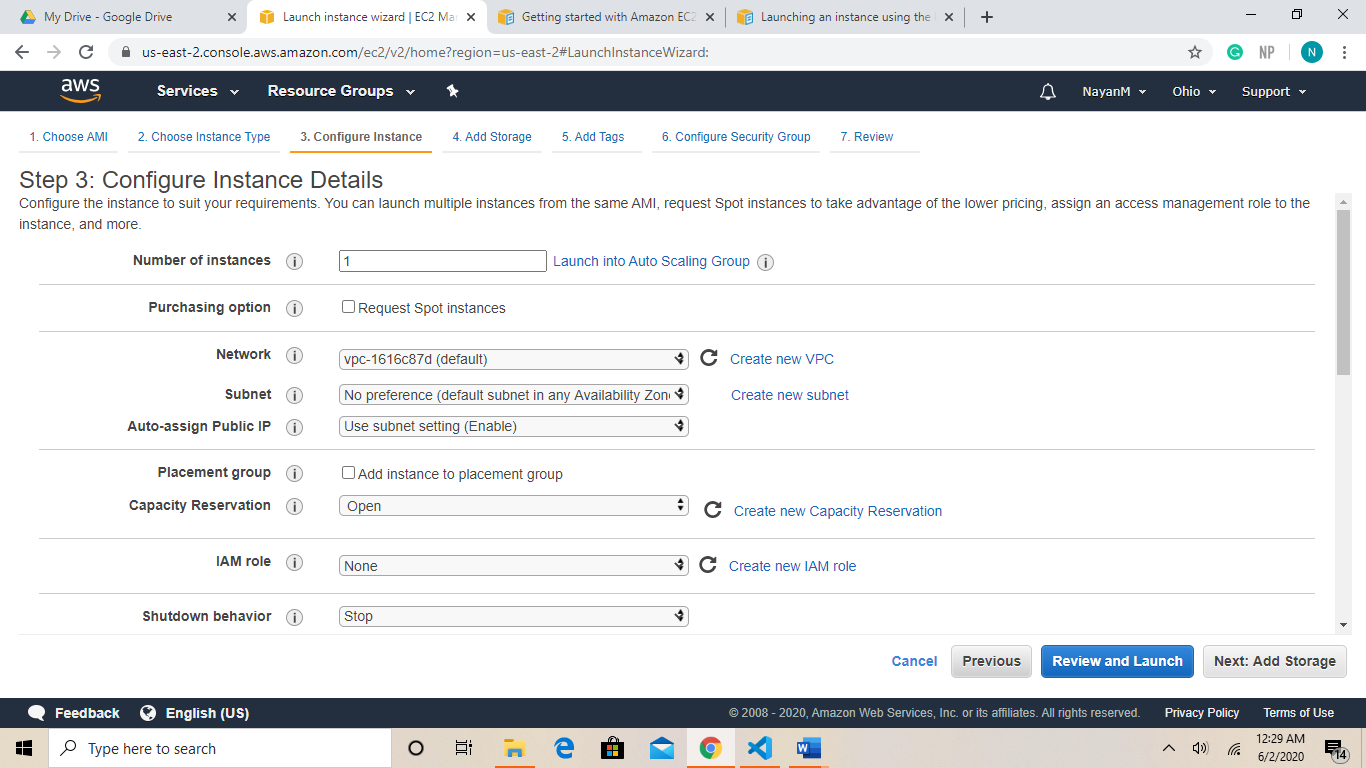 My Drive - Google Drive
Launch instance wizard | EC2 Ma
Getting started with Amazon EC2
Launching an instance using the
us-east-2.console.aws.amazon.com/ec2/v2/home?region=us-east-2#LaunchInstanceWizard:
NP
N
aws
Services
Resource Groups
NayanM
Ohio
Support
1. Choose AMI
2. Choose Instance Type
3. Configure Instance
4. Add Storage
5. Add Tags
6. Configure Security Group
7. Review
Step 3: Configure Instance Details
Configure the instance to suit your requirements. You can launch multiple instances from the same AMI, request Spot instances to take advantage of the lower pricing, assign an access management role to the
instance, and more.
Number of instances i 1 Launch into Auto Scaling Group i
Purchasing option i Request Spot instances
Network i vpc-1616c87d (default) Create new VPC
Subnet i No preference (default subnet in any Availability Zon Create new subnet
Auto-assign Public IP i Use subnet setting (Enable)
Placement group i Add instance to placement group
Capacity Reservation i Open Create new Capacity Reservation
IAM role i None Create new IAM role
Shutdown behavior i Stop
Cancel Previous Review and Launch Next: Add Storage
Feedback English (US) © 2008 - 2020, Amazon Web Services, Inc. or its affiliates. All rights reserved. Privacy Policy Terms of Use
Type here to search
12:29 AM
6/2/2020
14